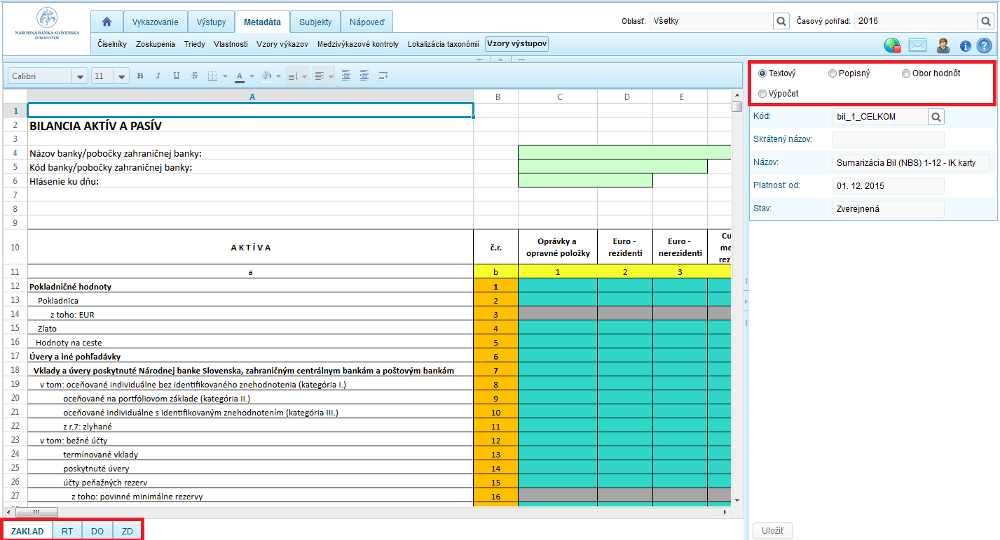 NÁRODNÁ BANKA SLOVENSKA
EUROSYSTÉM
Vykazovanie
Výstupy
Metadáta
Subjekty
Nápoveď
Oblasť: Všetky
Časový pohľad: 2016
Číselníky Zoskupenia Triedy Vlastnosti Vzory výkazov Medzivýkazové kontroly Lokalizácia taxonómií Vzory výstupov
Calibri 11 B I U S A
Textový Popisný Obor hodnôt
Výpočet
A B C D E
1
2 BILANCIA AKTÍV A PASÍV
3
4 Názov banky/pobočky zahraničnej banky:
5 Kód banky/pobočky zahraničnej banky:
6 Hlásenie ku dňu:
7
8
9
10 A K T Í V A č.r. Oprávky a opravné položky Euro - rezidenti Euro - nerezidenti Cu me rez
11 a b 1 2 3
12 Pokladničné hodnoty 1
13 Pokladnica 2
14 z toho: EUR 3
15 Zlato 4
16 Hodnoty na ceste 5
17 Úvery a iné pohľadávky 6
18 Vklady a úvery poskytnuté Národnej banke Slovenska, zahraničným centrálnym bankám a poštovým bankám 7
19 v tom: oceňované individuálne bez identifikovaného znehodnotenia (kategória I.) 8
20 oceňované na portfóliovom základe (kategória II.) 9
21 oceňované individuálne s identifikovaným znehodnotením (kategória III.) 10
22 z r.7: zlyhané 11
23 v tom: bežné účty 12
24 termínované vklady 13
25 poskytnuté úvery 14
26 účty peňažných rezerv 15
27 z toho: povinné minimálne rezervy 16
ZAKLAD RT DO ZD
Kód: bil_1_CELKOM
Skrátený názov:
Názov: Sumarizácia Bil (NBS) 1-12 - IK karty
Platnosť od: 01. 12. 2015
Stav: Zverejnená
Uložiť